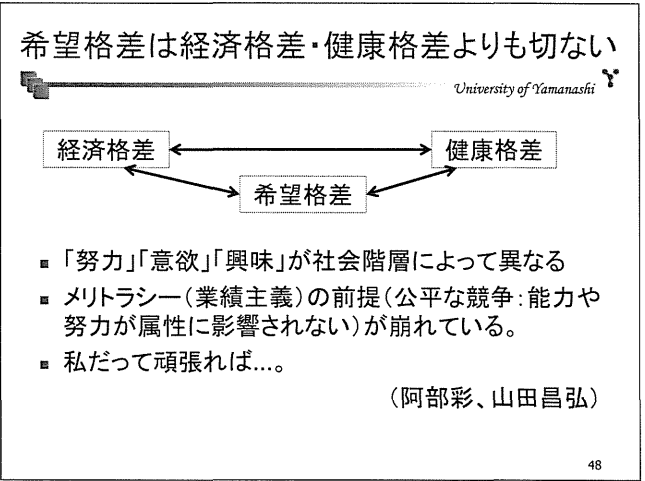 希望格差は経済格差・健康格差よりも切ない
University of Yamanashi
経済格差
健康格差
希望格差
「努力」「意欲」「興味」が社会階層によって異なる
メリトラシー(業績主義)の前提(公平な競争:能力や
努力が属性に影響されない)が崩れている。
私だって頑張れば...。
(阿部彩、山田昌弘)
48